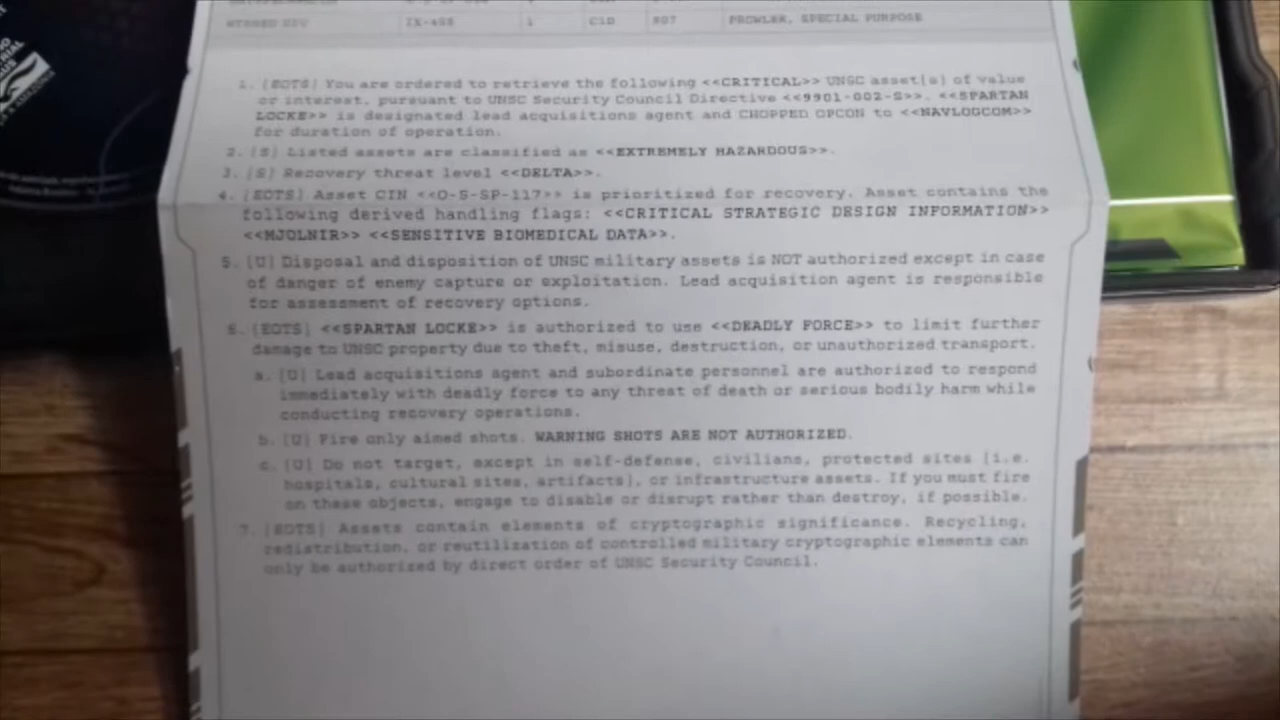 IX-488 1 C1D 807 PROWLER, SPECIAL PURPOSE
1. [EOTS] You are ordered to retrieve the following <<CRITICAL>> UNSC asset[s] of value
or interest, pursuant to UNSC Security Council Directive <<9901-002-S>>. <<SPARTAN
LOCKE>> is designated lead acquisitions agent and CHOPPED OPCON to <<NAVLOGCOM>>
for duration of operation.
2. [S] Listed assets are classified as <<EXTREMELY HAZARDOUS>>.
3. [S] Recovery threat level <<DELTA>>.
4. [EOTS] Asset CIN <<O-S-SP-117>> is prioritized for recovery. Asset contains the
following derived handling flags: <<CRITICAL STRATEGIC DESIGN INFORMATION>>
<<MJOLNIR>> <<SENSITIVE BIOMEDICAL DATA>>.
5. [U] Disposal and disposition of UNSC military assets is NOT authorized except in case
of danger of enemy capture or exploitation. Lead acquisition agent is responsible
for assessment of recovery options.
6. [EOTS] <<SPARTAN LOCKE>> is authorized to use <<DEADLY FORCE>> to limit further
damage to UNSC property due to theft, misuse, destruction, or unauthorized transport.
a. [U] Lead acquisitions agent and subordinate personnel are authorized to respond
immediately with deadly force to any threat of death or serious bodily harm while
conducting recovery operations.
b. [U] Fire only aimed shots. WARNING SHOTS ARE NOT AUTHORIZED.
c. [U] Do not target, except in self-defense, civilians, protected sites [i.e.
hospitals, cultural sites, artifacts], or infrastructure assets. If you must fire
on these objects, engage to disable or disrupt rather than destroy, if possible.
7. [EOTS] Assets contain elements of cryptographic significance. Recycling,
redistribution, or reutilization of controlled military cryptographic elements can
only be authorized by direct order of UNSC Security Council.